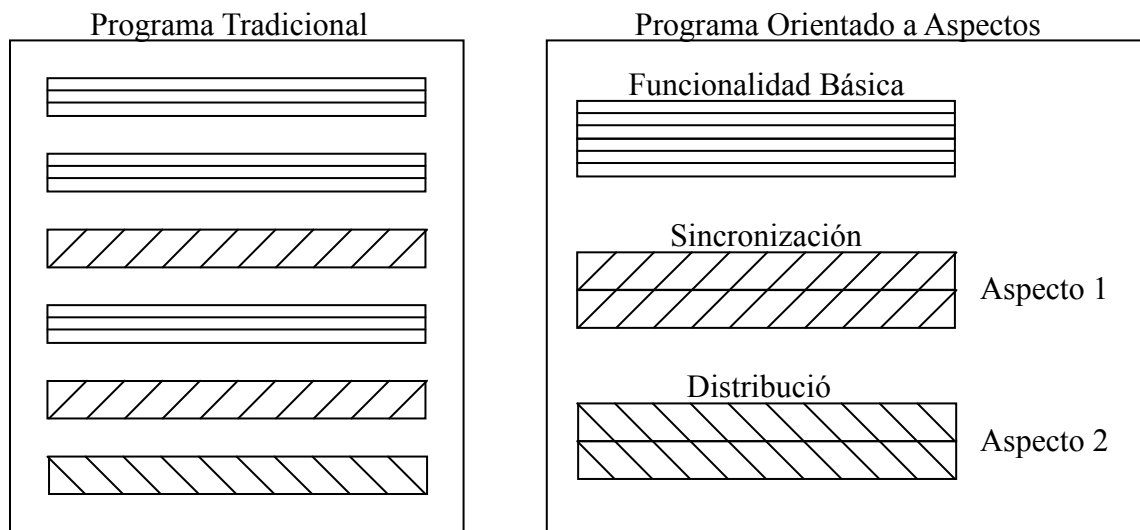 Programa Tradicional
Programa Orientado a Aspectos
Funcionalidad Básica
Sincronización
Aspecto 1
Distribució
Aspecto 2